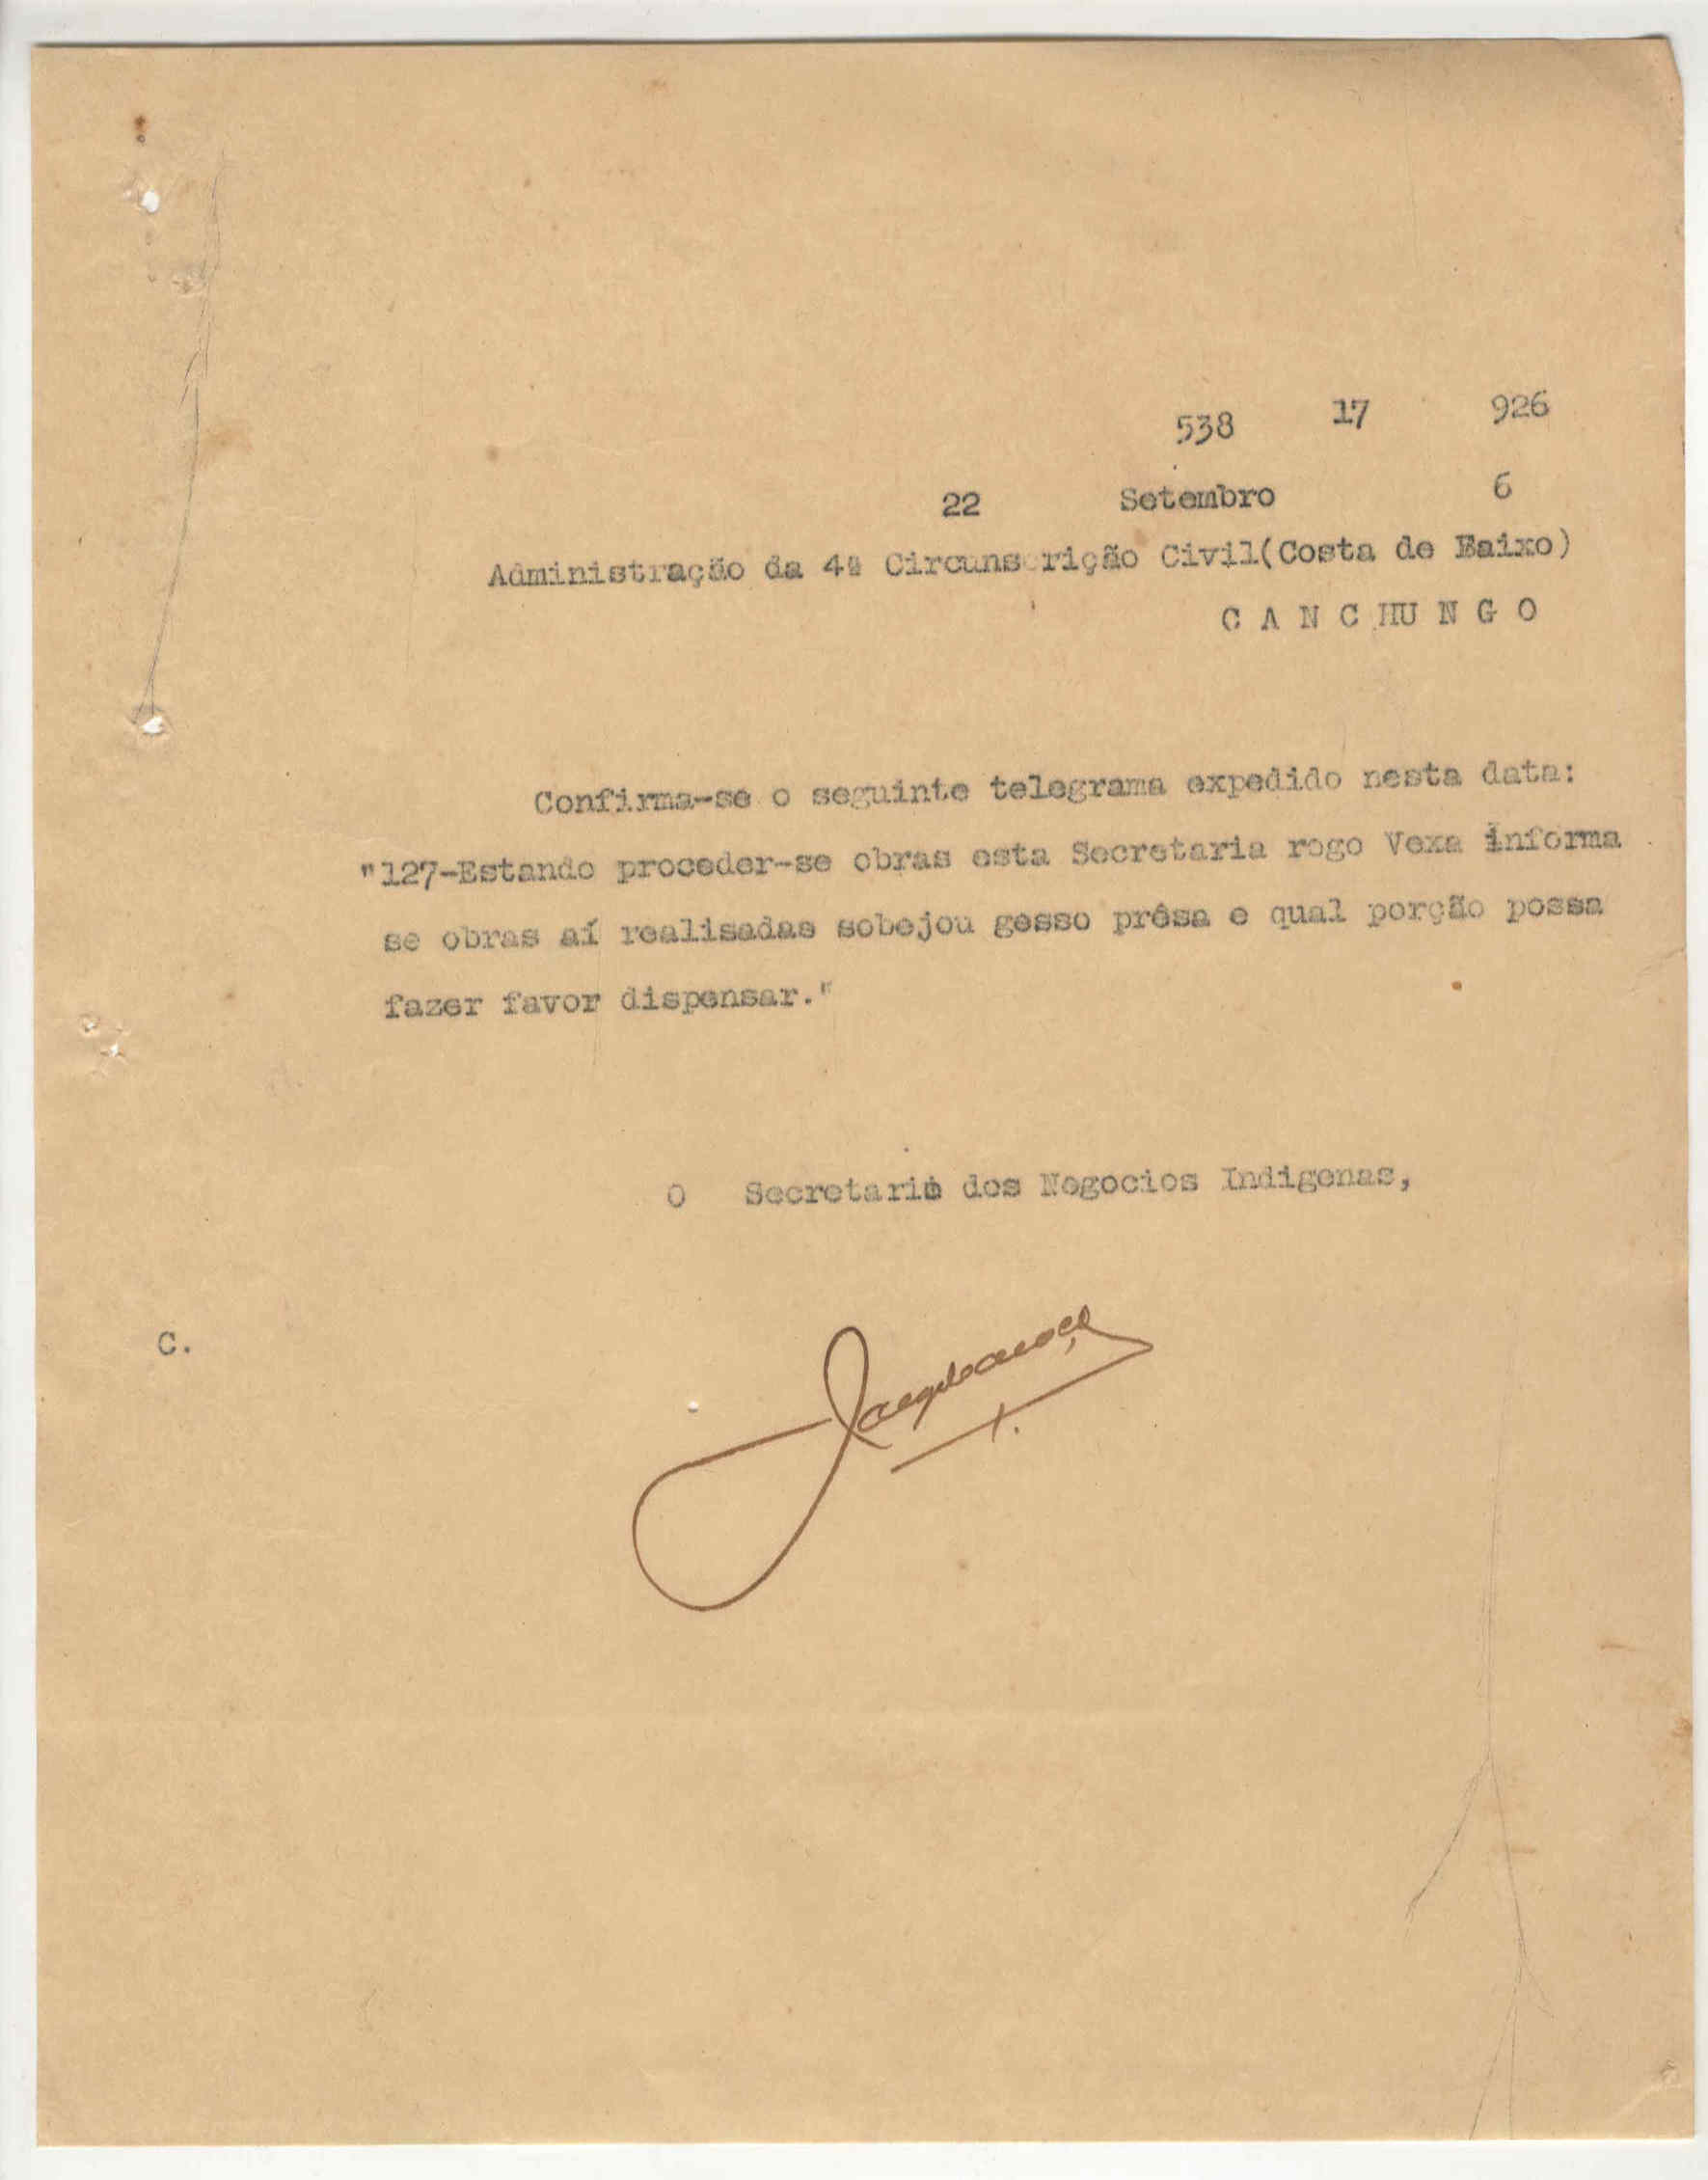 538 17 926
22 Setembro 6
Administração da 4ª Circunscrição Civil(Costa de Baixo)
C A N C HU N G O
Confirma-se o seguinte telegrama expedido nesta data:
"127-Estando proceder-se obras esta Secretaria rogo Vexa informa
se obras aí realisadas sobejou gesso prêsa e qual porção possa
fazer favor dispensar."
O Secretario dos Negocios Indigenas,
C.